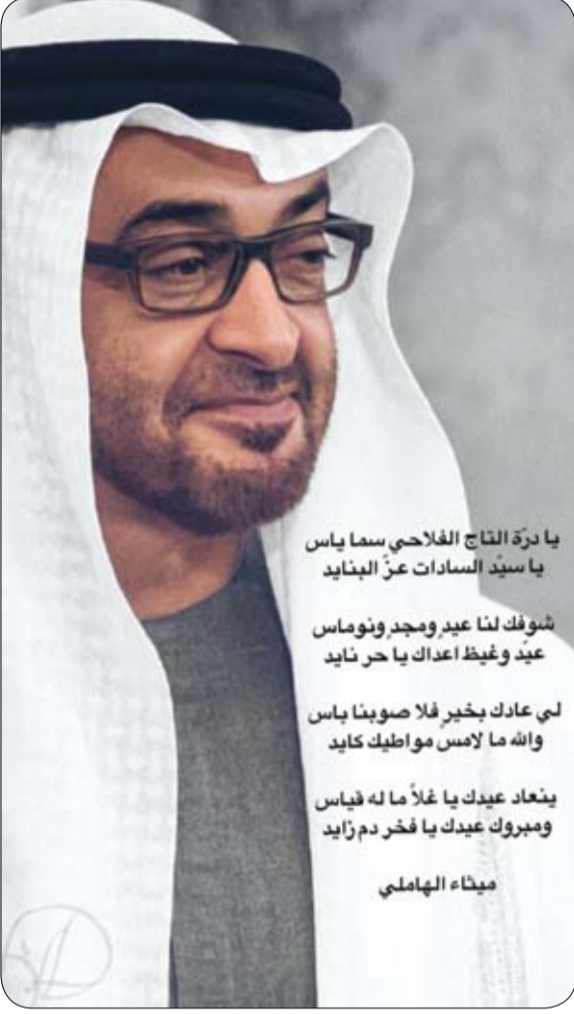 يا درّة التاج الفلاحي سما ياس
يا سيّد السادات عزّ البنايد
شوفك لنا عيدٍ ومجدٍ ونوماس
عيّد وغيظ اعداك يا حر نايد
لي عادك بخيرٍ فلا صوبنا باس
والله ما لامس مواطيك كايد
ينعاد عيدك يا غلاً ما له قياس
ومبروك عيدك يا فخر دم زايد
ميثاء الهاملي